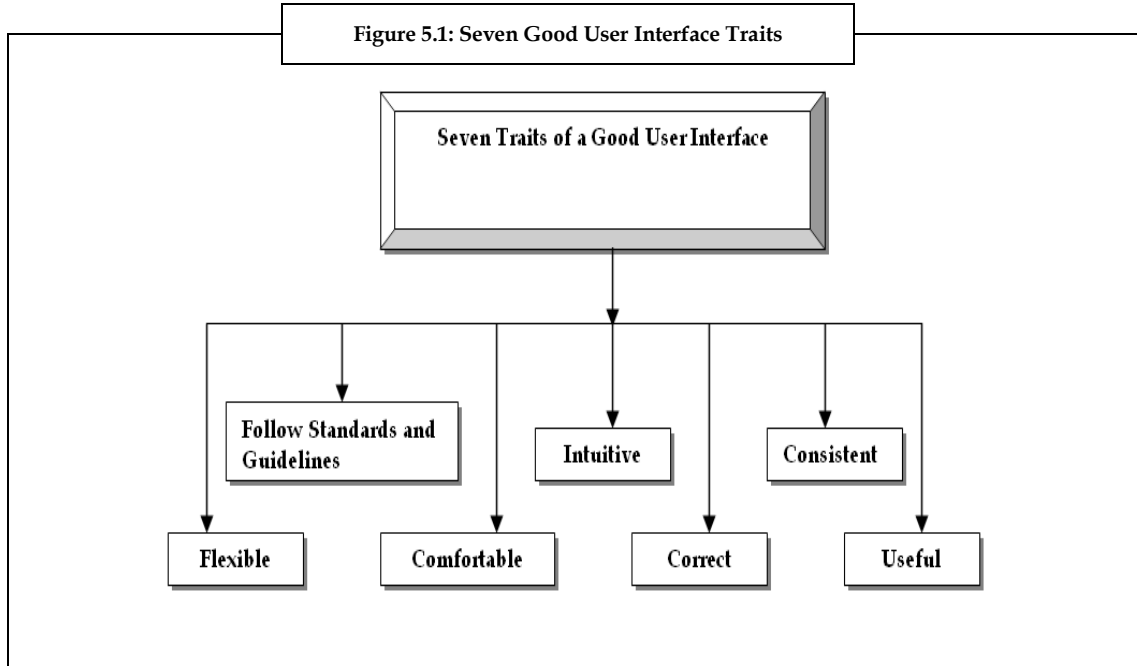 Figure 5.1: Seven Good User Interface Traits
Seven Traits of a Good User Interface
Follow Standards and
Guidelines
Intuitive
Consistent
Flexible
Comfortable
Correct
Useful